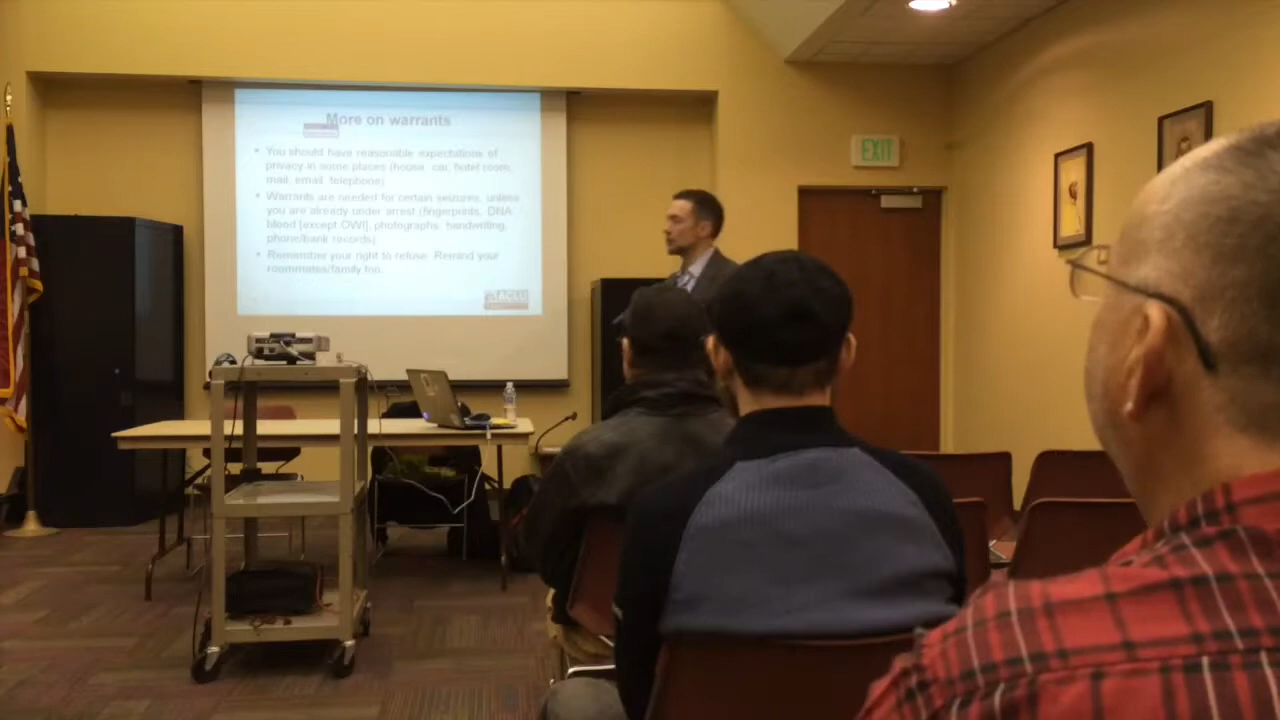 More on warrants
• You should have reasonable expectations of
privacy in some places (house, car, hotel room,
mail, email, telephone)
• Warrants are needed for certain seizures, unless
you are already under arrest (fingerprints, DNA
blood [except OWI], photographs, handwriting,
phone/bank records)
• Remember your right to refuse. Remind your
roommates/family too.
ACLU
EXIT